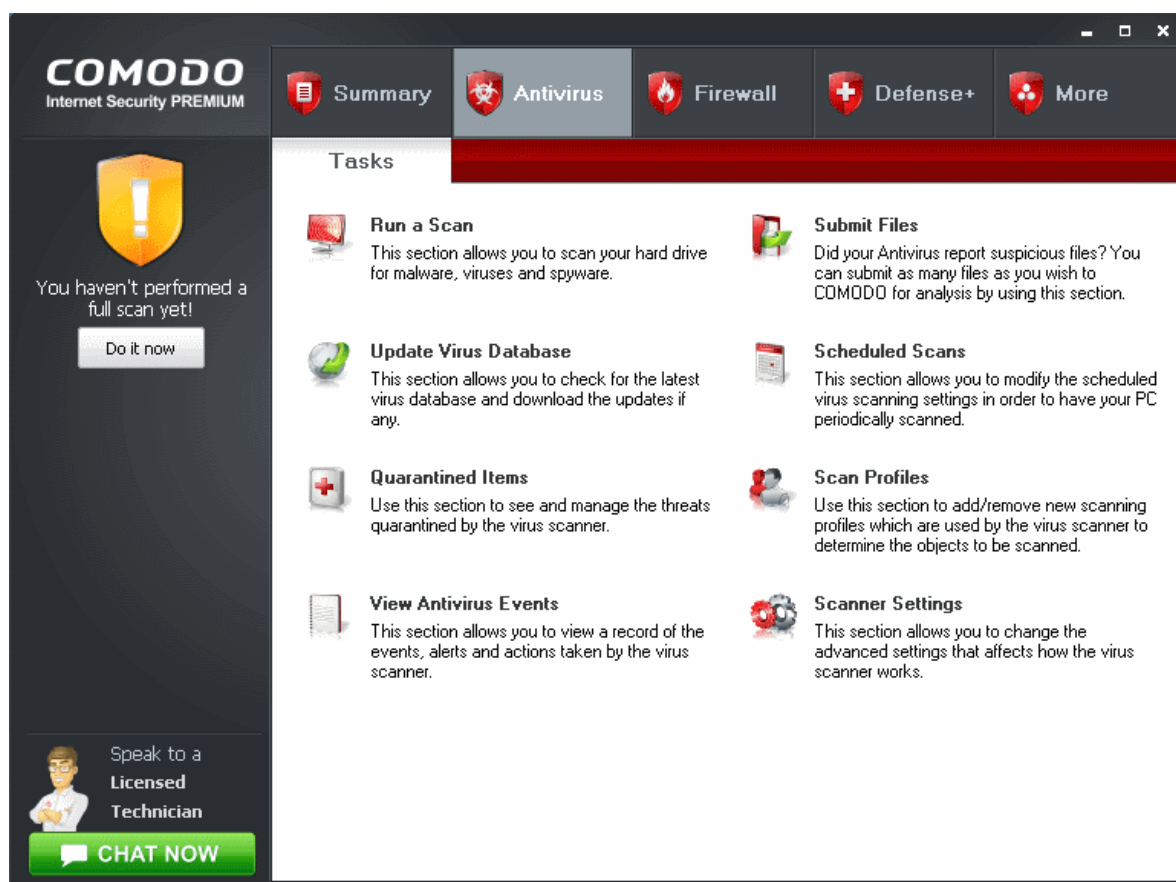 COMODO
Internet Security PREMIUM
Summary
Antivirus
Firewall
Defense+
More
Tasks
You haven't performed a
full scan yet!
Do it now
Run a Scan
This section allows you to scan your hard drive
for malware, viruses and spyware.
Submit Files
Did your Antivirus report suspicious files? You
can submit as many files as you wish to
COMODO for analysis by using this section.
Update Virus Database
This section allows you to check for the latest
virus database and download the updates if
any.
Scheduled Scans
This section allows you to modify the scheduled
virus scanning settings in order to have your PC
periodically scanned.
Quarantined Items
Use this section to see and manage the threats
quarantined by the virus scanner.
Scan Profiles
Use this section to add/remove new scanning
profiles which are used by the virus scanner to
determine the objects to be scanned.
View Antivirus Events
This section allows you to view a record of the
events, alerts and actions taken by the virus
scanner.
Scanner Settings
This section allows you to change the
advanced settings that affects how the virus
scanner works.
Speak to a
Licensed
Technician
CHAT NOW